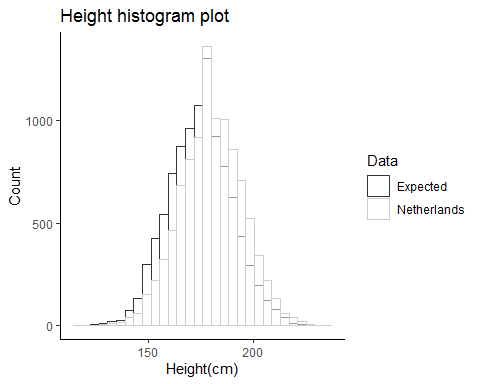 Height histogram plot
Count
1000
500
0
150
200
Height(cm)
Data
Expected
Netherlands